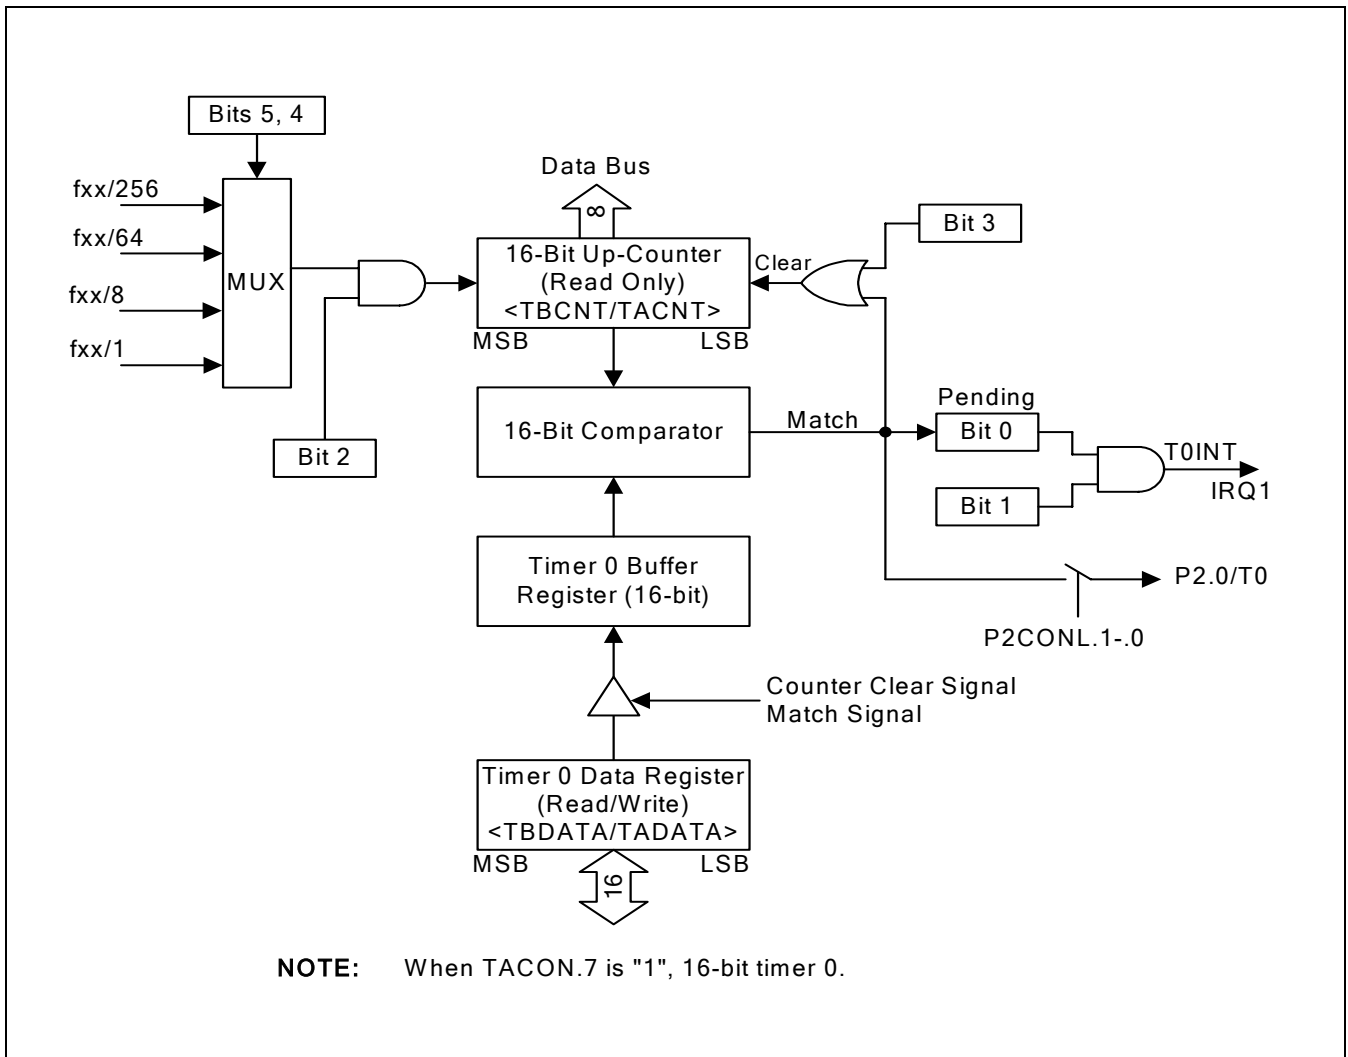 Bits 5, 4
Data Bus
8
fxx/256
fxx/64
fxx/8
fxx/1
MUX
Bit 2
16-Bit Up-Counter
(Read Only)
<TBCNT/TACNT>
MSB
LSB
Clear
Bit 3
16-Bit Comparator
Match
Pending
Bit 0
Bit 1
T0INT
IRQ1
Timer 0 Buffer
Register (16-bit)
P2.0/T0
P2CONL.1-.0
Counter Clear Signal
Match Signal
Timer 0 Data Register
(Read/Write)
<TBDATA/TADATA>
MSB
LSB
16
NOTE: When TACON.7 is "1", 16-bit timer 0.